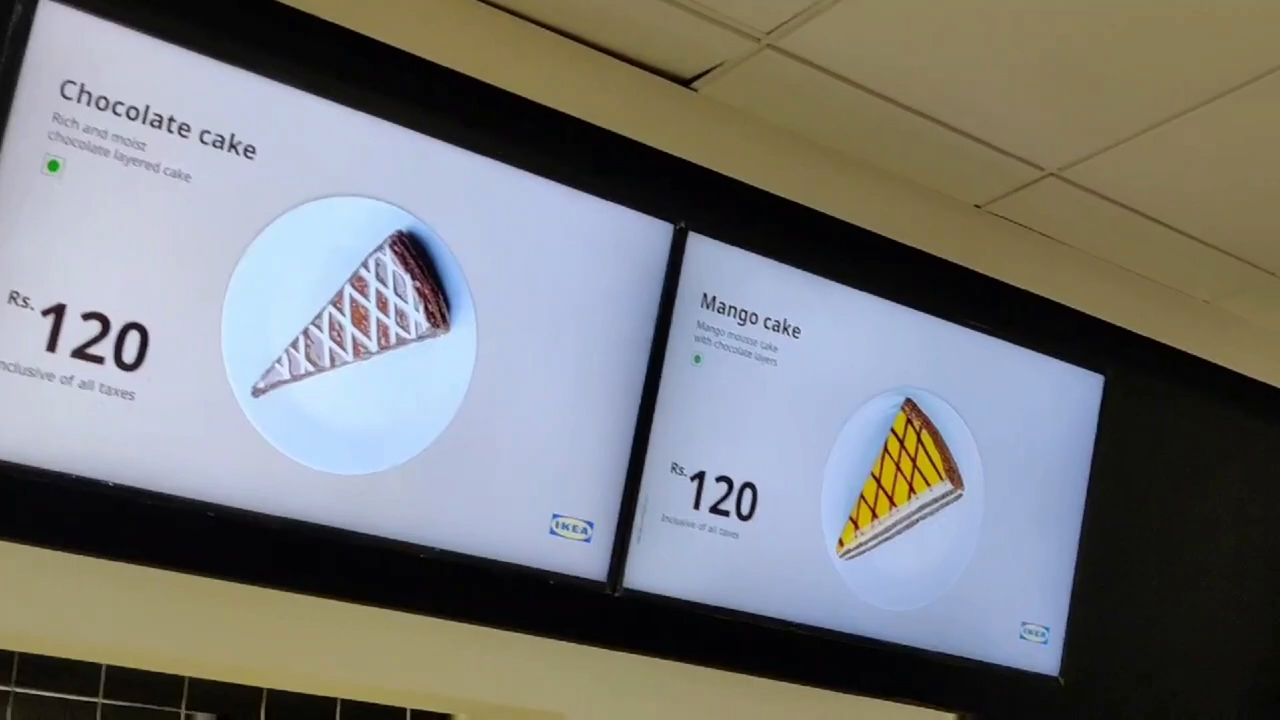 Chocolate cake
Rich and moist
chocolate layered cake
Rs. 120
Inclusive of all taxes
IKEA
Mango cake
Mango mousse cake
with chocolate layers
Rs. 120
Inclusive of all taxes
IKEA